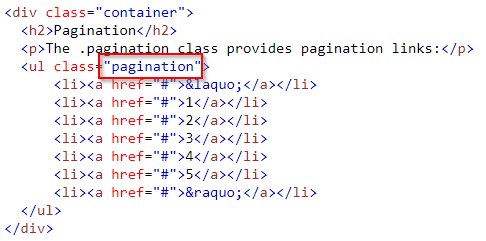 <div class="container">
<h2>Pagination</h2>
<p>The .pagination class provides pagination links:</p>
<ul class="pagination">
<li><a href="#">&laquo;</a></li>
<li><a href="#">1</a></li>
<li><a href="#">2</a></li>
<li><a href="#">3</a></li>
<li><a href="#">4</a></li>
<li><a href="#">5</a></li>
<li><a href="#">&raquo;</a></li>
</ul>
</div>